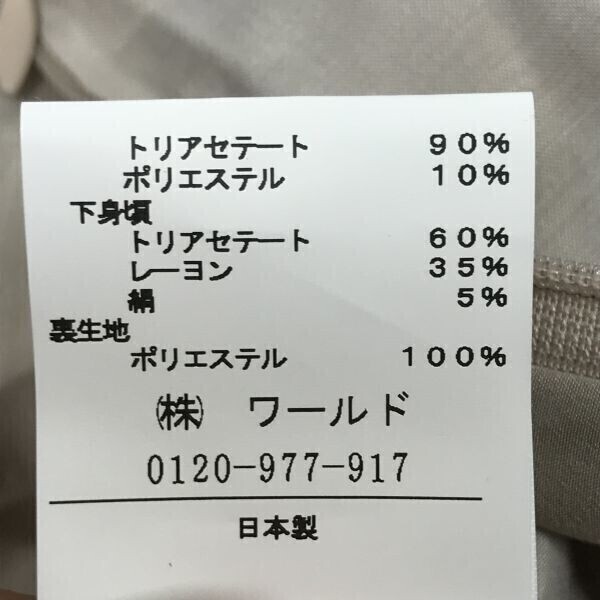 トリアセテート 90%
ポリエステル 10%
下身頃
トリアセテート 60%
レーヨン 35%
絹 5%
裏生地
ポリエステル 100%
㈱ ワールド
0120-977-917
日本製